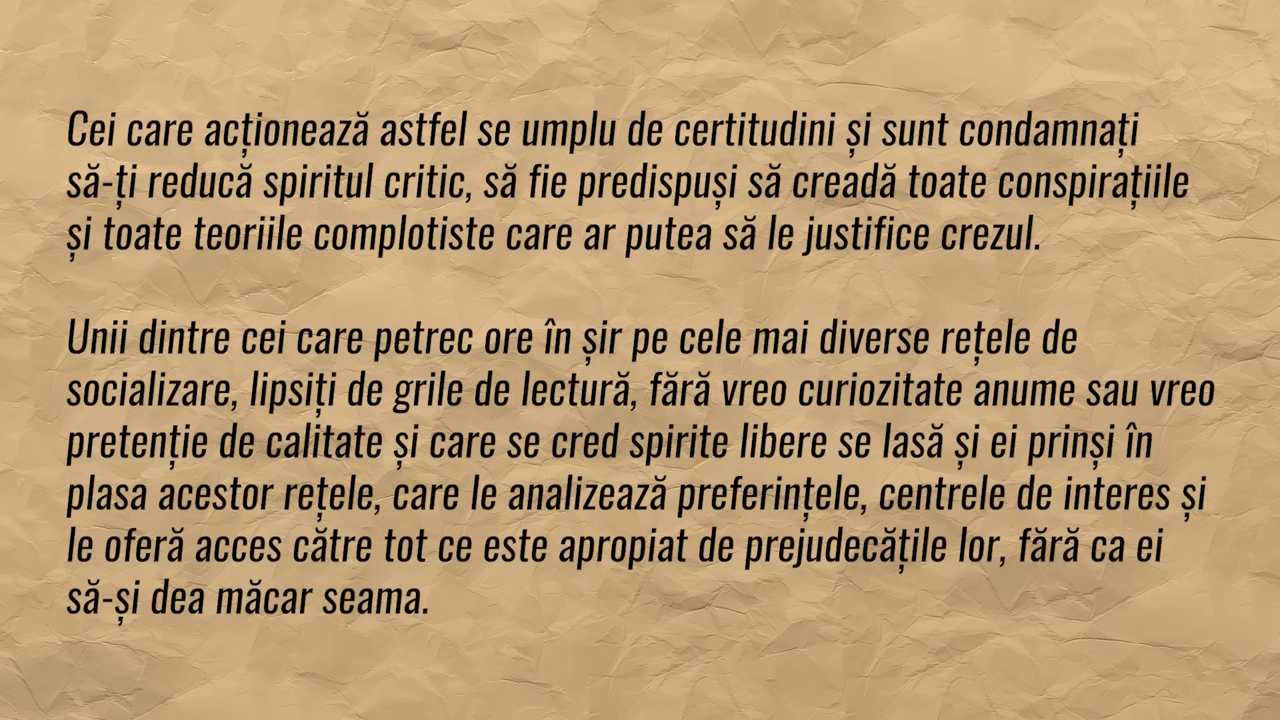 Cei care acționează astfel se umplu de certitudini și sunt condamnați
să-ți reducă spiritul critic, să fie predispuși să creadă toate conspirațiile
și toate teoriile complotiste care ar putea să le justifice crezul.
Unii dintre cei care petrec ore în șir pe cele mai diverse rețele de
socializare, lipsiți de grile de lectură, fără vreo curiozitate anume sau vreo
pretenție de calitate și care se cred spirite libere se lasă și ei prinși în
plasa acestor rețele, care le analizează preferințele, centrele de interes și
le oferă acces către tot ce este apropiat de prejudecățile lor, fără ca ei
să-și dea măcar seama.